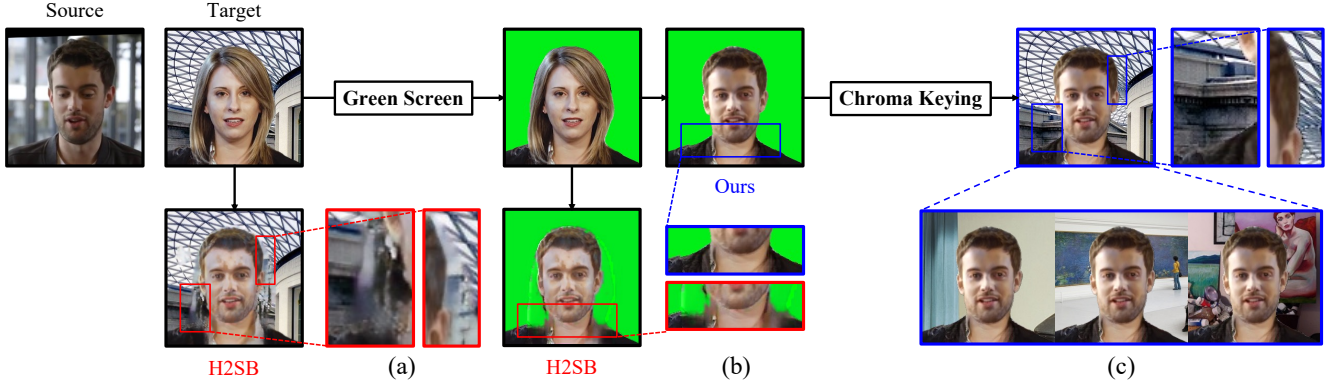 Source
Target
Green Screen
Chroma Keying
Ours
H2SB
(a)
H2SB
(b)
(c)